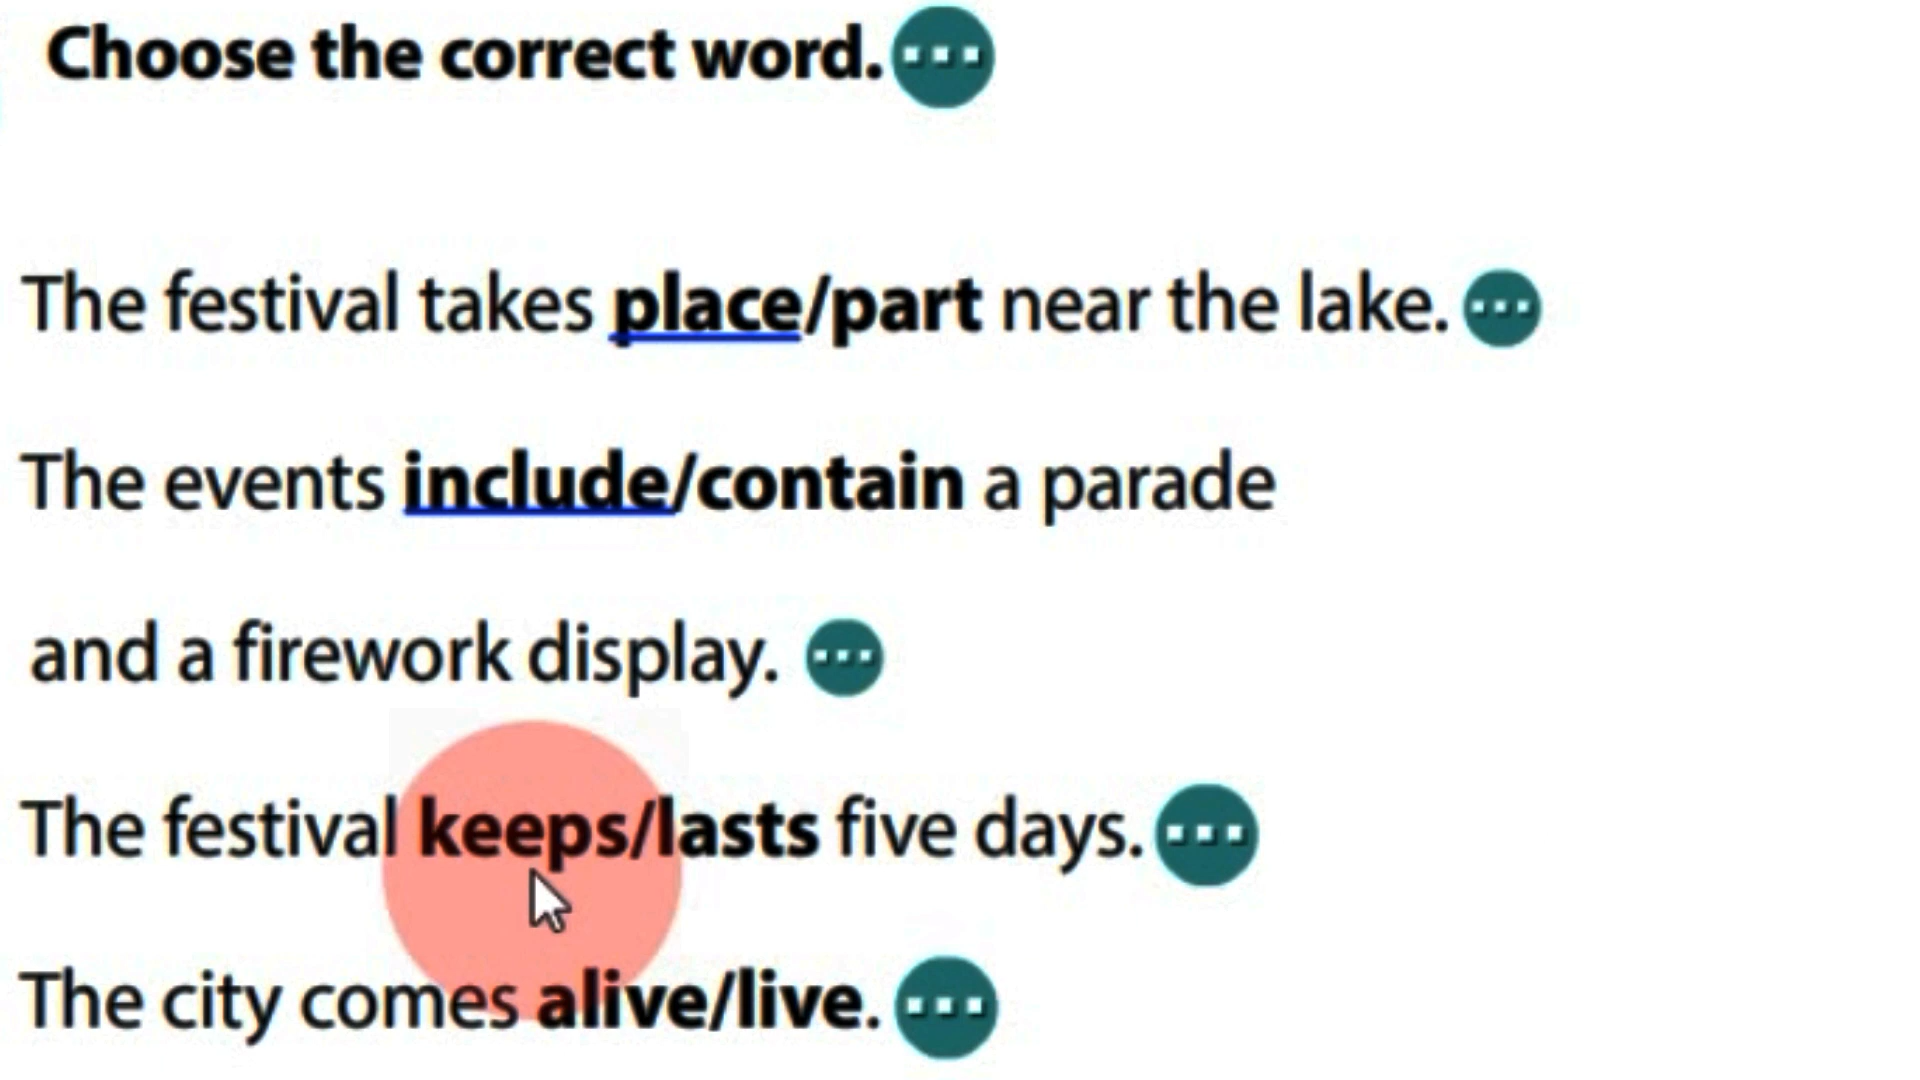 Choose the correct word.
The festival takes place/part near the lake.
The events include/contain a parade
and a firework display.
The festival keeps/lasts five days.
The city comes alive/live.